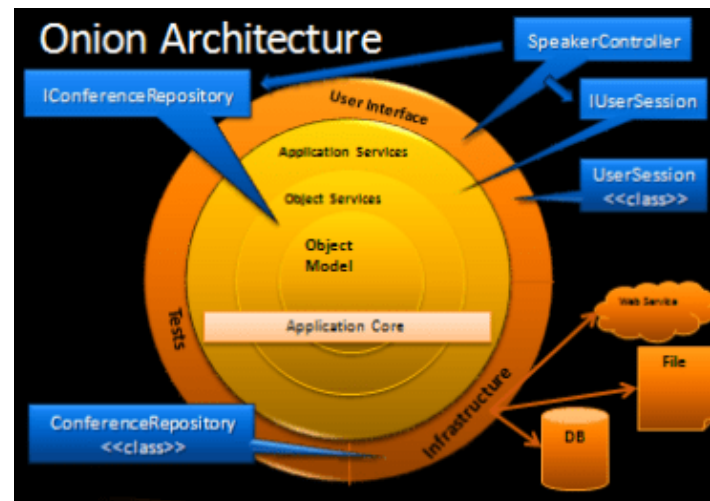 Onion Architecture
SpeakerController
IConferenceRepository
IUserSession
User Interface
Application Services
UserSession
<<class>>
Object Services
Object
Model
Tests
Application Core
Infrastructure
Web Service
File
DB
ConferenceRepository
<<class>>